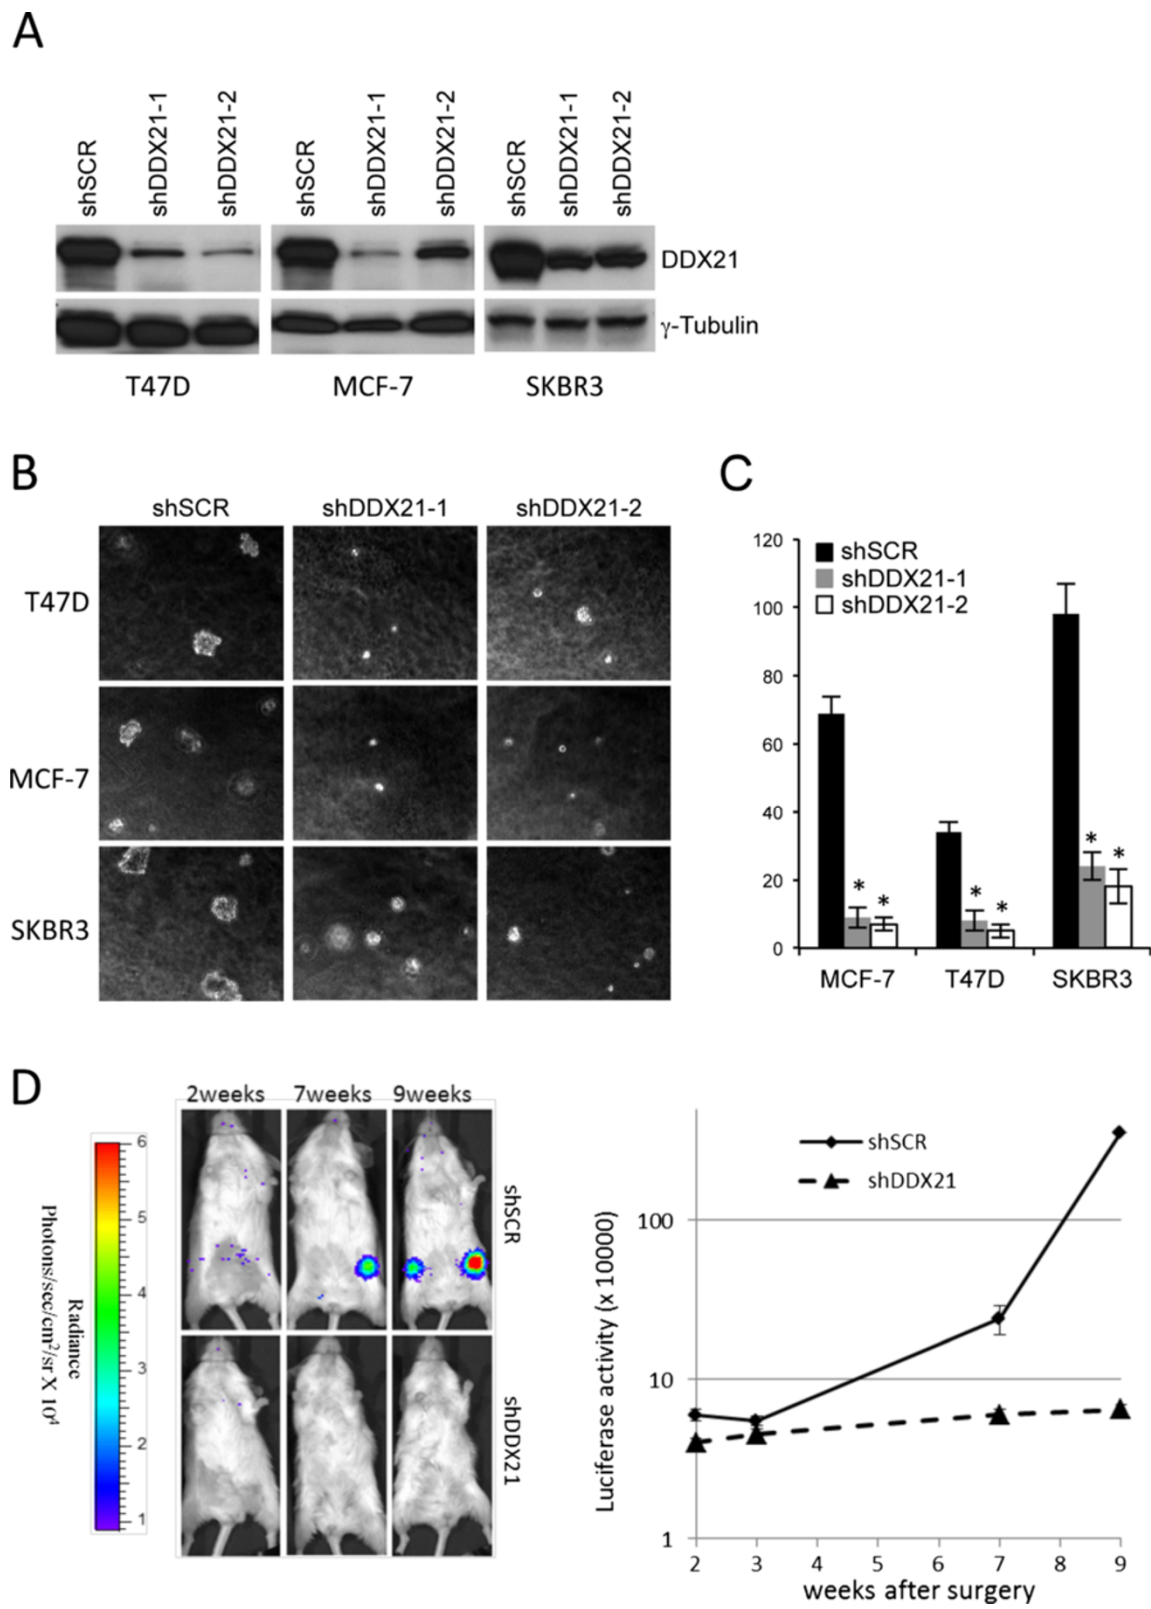 A
shSCR
shDDX21-1
shDDX21-2
shSCR
shDDX21-1
shDDX21-2
shSCR
shDDX21-1
shDDX21-2
DDX21
γ-Tubulin
T47D MCF-7 SKBR3
B
shSCR shDDX21-1 shDDX21-2
T47D
MCF-7
SKBR3
C
120
100
80
60
40
20
0
shSCR
shDDX21-1
shDDX21-2
* * * * * *
MCF-7 T47D SKBR3
D
2weeks 7weeks 9weeks
6
5
4
3
2
1
Radiance
Photons/sec/cm²/sr X 10⁴
shSCR
shDDX21
shSCR
shDDX21
Luciferase activity (x 10000)
100
10
1
2 3 4 5 6 7 8 9
weeks after surgery